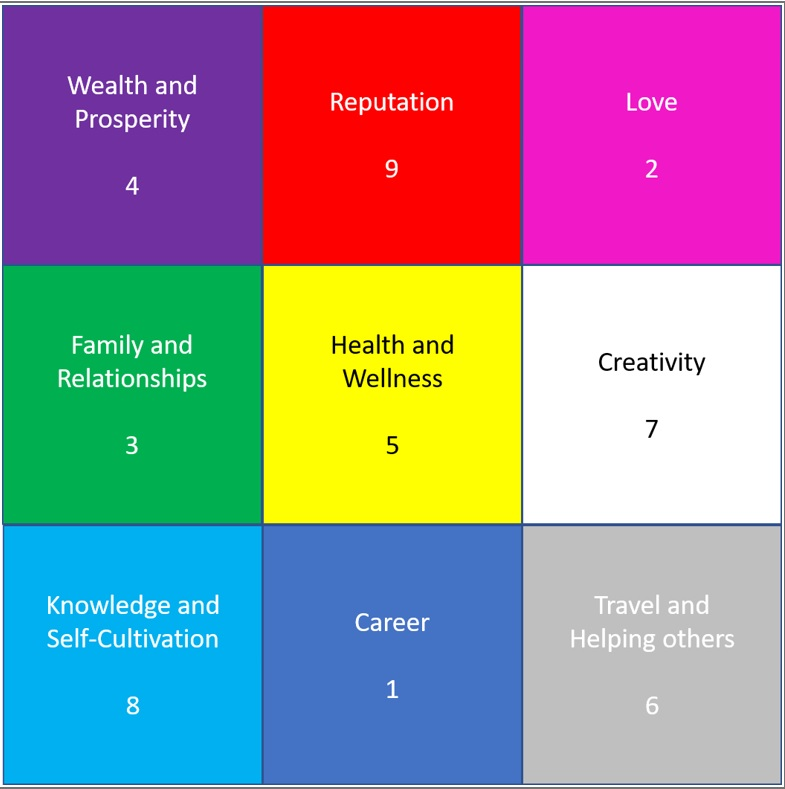 Wealth and
Prosperity
4
Reputation
9
Love
2
Family and
Relationships
3
Health and
Wellness
5
Creativity
7
Knowledge and
Self-Cultivation
8
Career
1
Travel and
Helping others
6